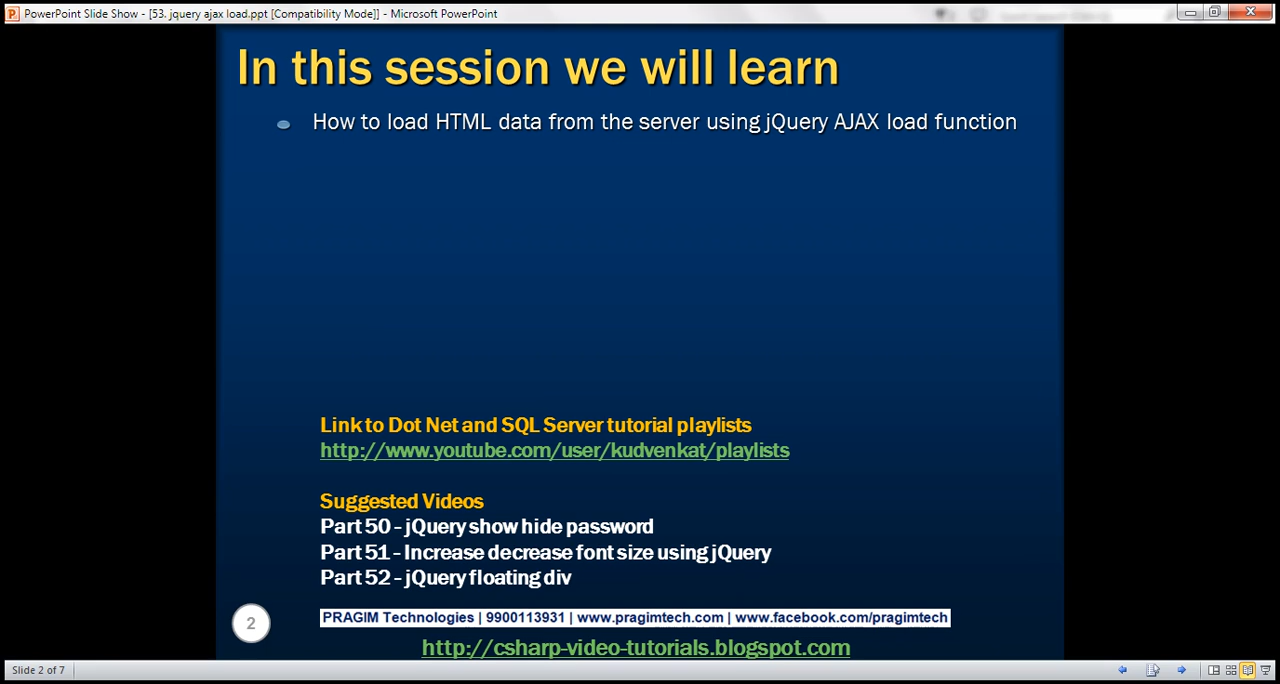 PowerPoint Slide Show - [53. jquery ajax load.ppt [Compatibility Mode]] - Microsoft PowerPoint
In this session we will learn
How to load HTML data from the server using jQuery AJAX load function
Link to Dot Net and SQL Server tutorial playlists
http://www.youtube.com/user/kudvenkat/playlists
Suggested Videos
Part 50 - jQuery show hide password
Part 51 - Increase decrease font size using jQuery
Part 52 - jQuery floating div
2
PRAGIM Technologies | 9900113931 | www.pragimtech.com | www.facebook.com/pragimtech
http://csharp-video-tutorials.blogspot.com
Slide 2 of 7